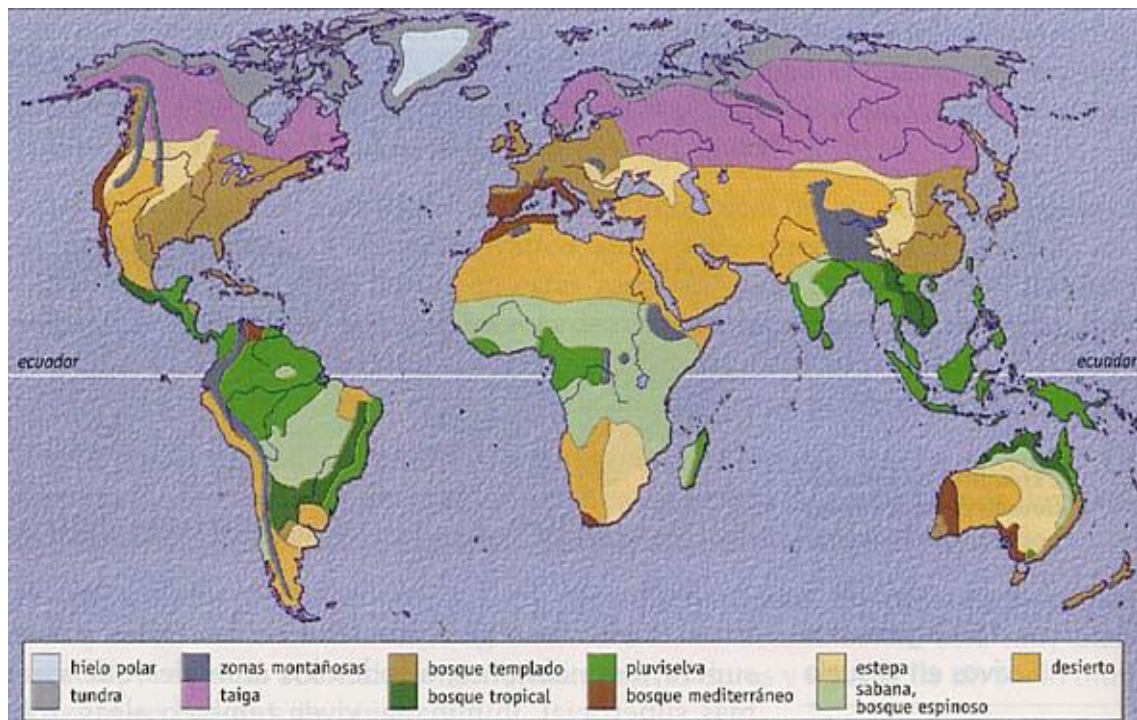 ecuador
ecuador
hielo polar
zonas montañosas
bosque templado
pluviselva
estepa
desierto
tundra
taiga
bosque tropical
bosque mediterráneo
sabana,
bosque espinoso